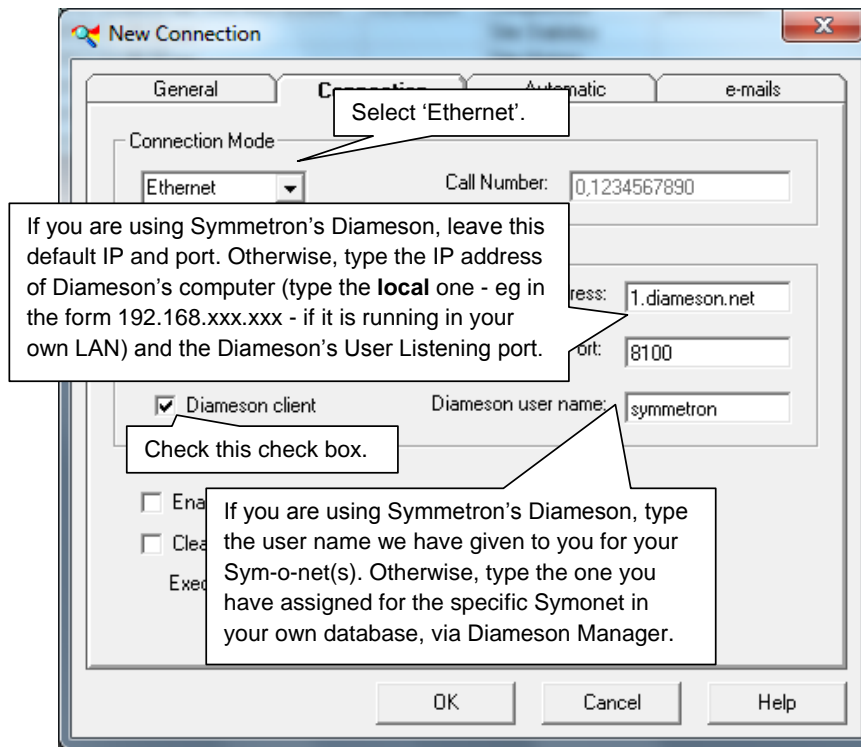 New Connection
General Connection Automatic e-mails
Select ‘Ethernet’.
Connection Mode
Ethernet Call Number: 0,1234567890
If you are using Symmetron’s Diameson, leave this
default IP and port. Otherwise, type the IP address
of Diameson’s computer (type the local one - eg in
the form 192.168.xxx.xxx - if it is running in your
own LAN) and the Diameson’s User Listening port.
ress: 1.diameson.net
ort: 8100
Diameson client Diameson user name: symmetron
Check this check box.
Ena
Clea
Exec
If you are using Symmetron’s Diameson, type
the user name we have given to you for your
Sym-o-net(s). Otherwise, type the one you
have assigned for the specific Symonet in
your own database, via Diameson Manager.
OK Cancel Help